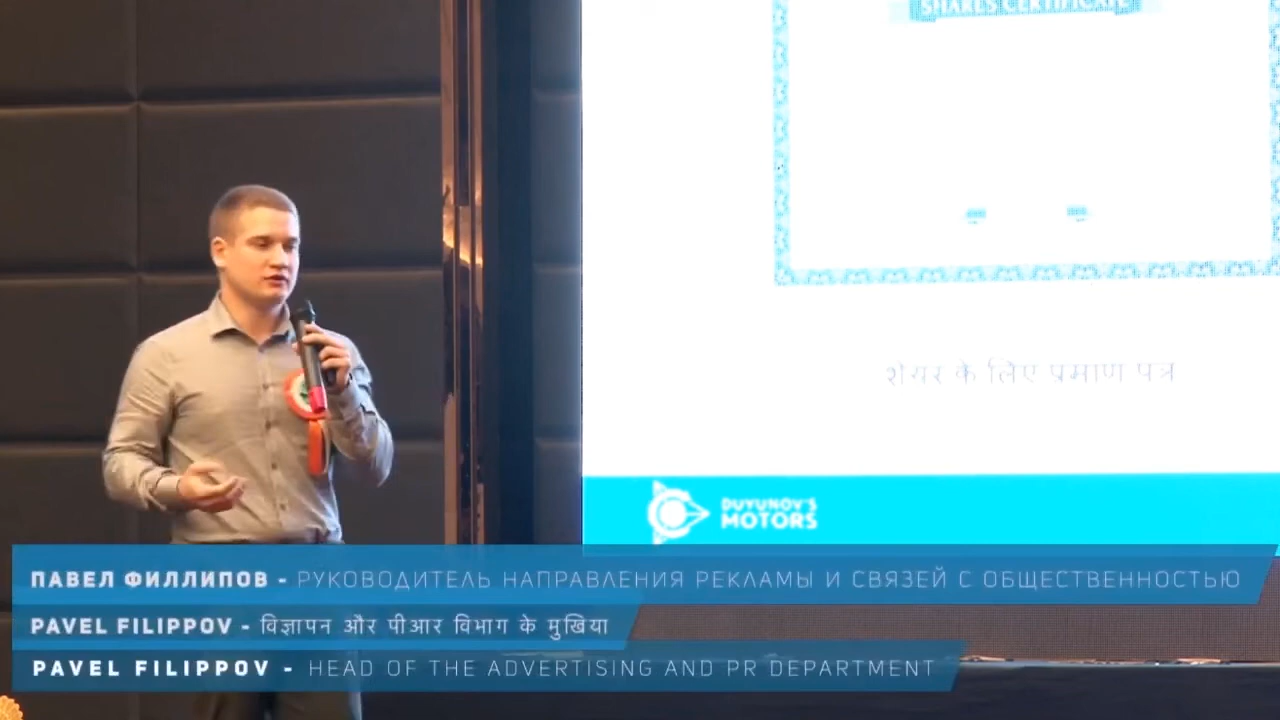 SHARES CERTIFICATE
शेयर के लिए प्रमाण पत्र
DUYUNOV'S
MOTORS
ПАВЕЛ ФИЛЛИПОВ - РУКОВОДИТЕЛЬ НАПРАВЛЕНИЯ РЕКЛАМЫ И СВЯЗЕЙ С ОБЩЕСТВЕННОСТЬЮ
PAVEL FILIPPOV - विज्ञापन और पीआर विभाग के मुखिया
PAVEL FILIPPOV - HEAD OF THE ADVERTISING AND PR DEPARTMENT